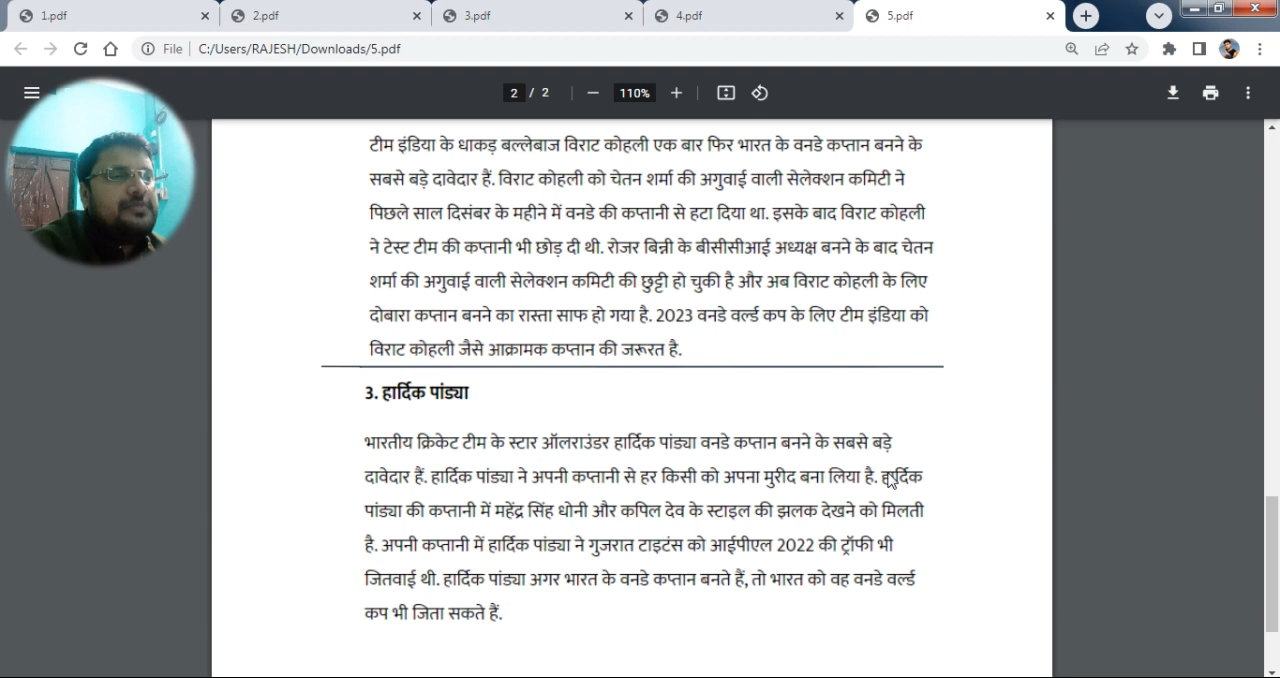 1.pdf
2.pdf
3.pdf
4.pdf
5.pdf
File C:/Users/RAJESH/Downloads/5.pdf
2 / 2 110%
टीम इंडिया के धाकड़ बल्लेबाज विराट कोहली एक बार फिर भारत के वनडे कप्तान बनने के
सबसे बड़े दावेदार हैं. विराट कोहली को चेतन शर्मा की अगुवाई वाली सेलेक्शन कमिटी ने
पिछले साल दिसंबर के महीने में वनडे की कप्तानी से हटा दिया था. इसके बाद विराट कोहली
ने टेस्ट टीम की कप्तानी भी छोड़ दी थी. रोजर बिन्नी के बीसीसीआई अध्यक्ष बनने के बाद चेतन
शर्मा की अगुवाई वाली सेलेक्शन कमिटी की छुट्टी हो चुकी है और अब विराट कोहली के लिए
दोबारा कप्तान बनने का रास्ता साफ हो गया है. 2023 वनडे वर्ल्ड कप के लिए टीम इंडिया को
विराट कोहली जैसे आक्रामक कप्तान की जरूरत है.
3. हार्दिक पांड्या
भारतीय क्रिकेट टीम के स्टार ऑलराउंडर हार्दिक पांड्या वनडे कप्तान बनने के सबसे बड़े
दावेदार हैं. हार्दिक पांड्या ने अपनी कप्तानी से हर किसी को अपना मुरीद बना लिया है. हार्दिक
पांड्या की कप्तानी में महेंद्र सिंह धोनी और कपिल देव के स्टाइल की झलक देखने को मिलती
है. अपनी कप्तानी में हार्दिक पांड्या ने गुजरात टाइटंस को आईपीएल 2022 की ट्रॉफी भी
जितवाई थी. हार्दिक पांड्या अगर भारत के वनडे कप्तान बनते हैं, तो भारत को वह वनडे वर्ल्ड
कप भी जिता सकते हैं.